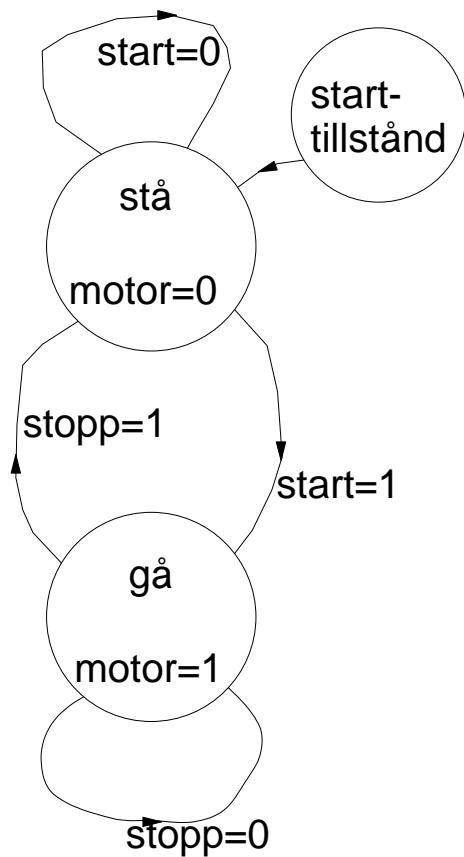 start=0
start-
tillstånd
stå
motor=0
stopp=1
start=1
gå
motor=1
stopp=0